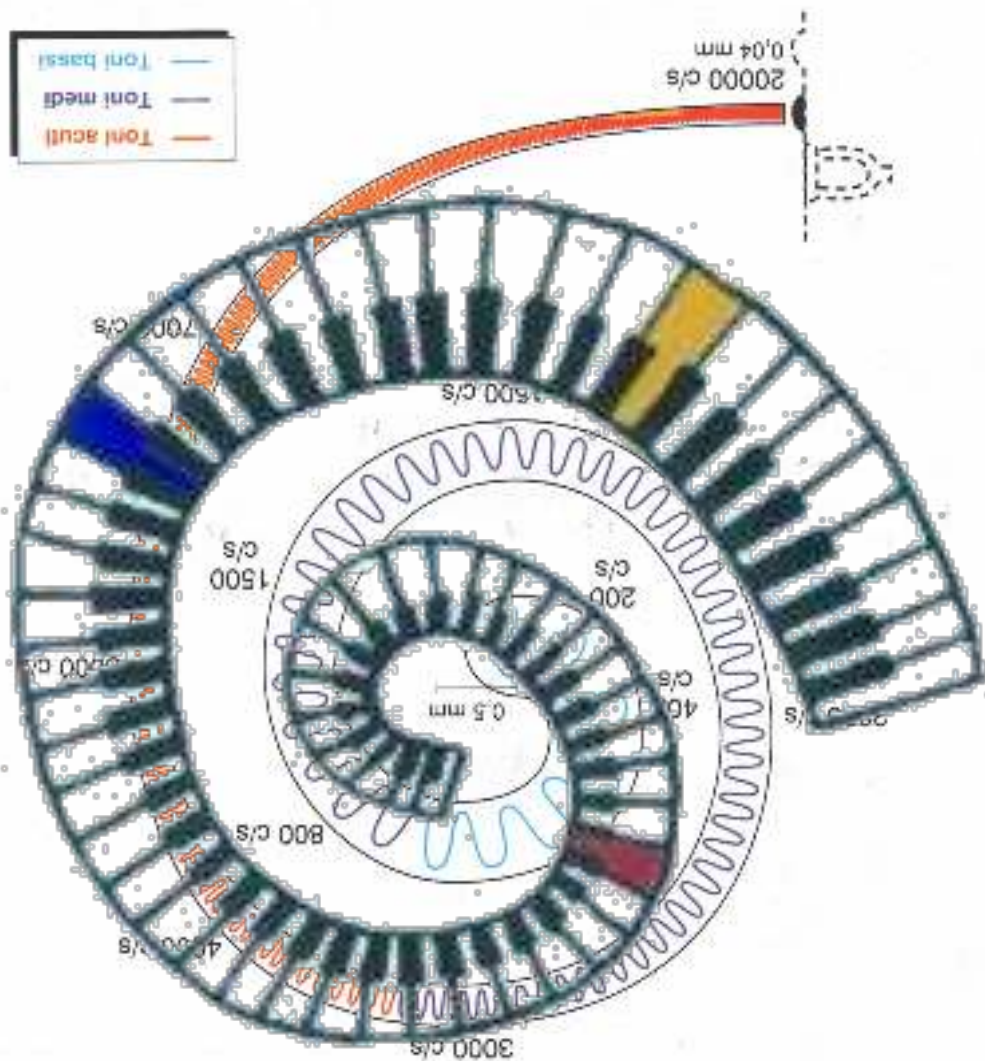 3000 c/s
800 c/s
0.5 mm
400
c/s
200
c/s
1500
c/s
c/s
7000 c/s
Toni acuti
Toni medi
Toni bassi
20000 c/s
0,04 mm